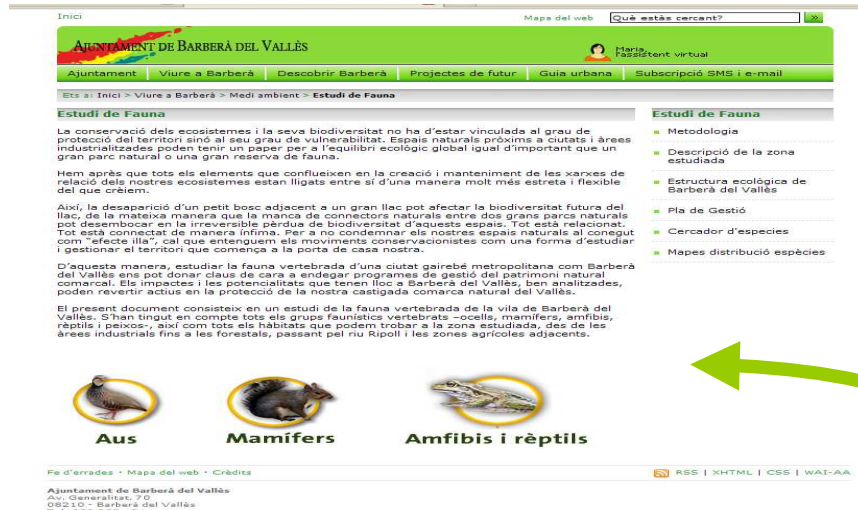 Inici
Mapa del web
Què estàs cercant?
»
AJUNTAMENT DE BARBERÀ DEL VALLÈS
Maria,
l'assistent virtual
Ajuntament Viure a Barberà Descobrir Barberà Projectes de futur Guia urbana Subscripció SMS i e-mail
Ets a: Inici > Viure a Barberà > Medi ambient > Estudi de Fauna
Estudi de Fauna
La conservació dels ecosistemes i la seva biodiversitat no ha d'estar vinculada al grau de
protecció del territori sinó al seu grau de vulnerabilitat. Espais naturals pròxims a ciutats i àrees
industrialitzades poden tenir un paper per a l'equilibri ecològic global igual d'important que un
gran parc natural o una gran reserva de fauna.
Hem après que tots els elements que conflueixen en la creació i manteniment de les xarxes de
relació dels nostres ecosistemes estan lligats entre sí d'una manera molt més estreta i flexible
del que crèiem.
Així, la desaparició d'un petit bosc adjacent a un gran llac pot afectar la biodiversitat futura del
llac, de la mateixa manera que la manca de connectors naturals entre dos grans parcs naturals
pot desembocar en la irreversible pèrdua de biodiversitat d'aquests espais. Tot està relacionat.
Tot està connectat de manera ínfima. Per a no condemnar els nostres espais naturals al conegut
com "efecte illa", cal que entenguem els moviments conservacionistes com una forma d'estudiar
i gestionar el territori que comença a la porta de casa nostra.
D'aquesta manera, estudiar la fauna vertebrada d'una ciutat gairebé metropolitana com Barberà
del Vallès ens pot donar claus de cara a endegar programes de gestió del patrimoni natural
comarcal. Els impactes i les potencialitats que tenen lloc a Barberà del Vallès, ben analitzades,
poden revertir actius en la protecció de la nostra castigada comarca natural del Vallès.
El present document consisteix en un estudi de la fauna vertebrada de la vila de Barberà del
Vallès. S'han tingut en compte tots els grups faunístics vertebrats –ocells, mamífers, amfibis,
rèptils i peixos-, així com tots els hàbitats que podem trobar a la zona estudiada, des de les
àrees industrials fins a les forestals, passant pel riu Ripoll i les zones agrícoles adjacents.
Estudi de Fauna
Metodologia
Descripció de la zona
estudiada
Estructura ecològica de
Barberà del Vallès
Pla de Gestió
Cercador d'especies
Mapes distribució espècies
Aus
Mamífers
Amfibis i rèptils
Fe d'errades · Mapa del web · Crèdits
RSS | XHTML | CSS | WAI-AA
Ajuntament de Barberà del Vallès
Av. Generalitat, 70
08210 - Barberà del Vallès